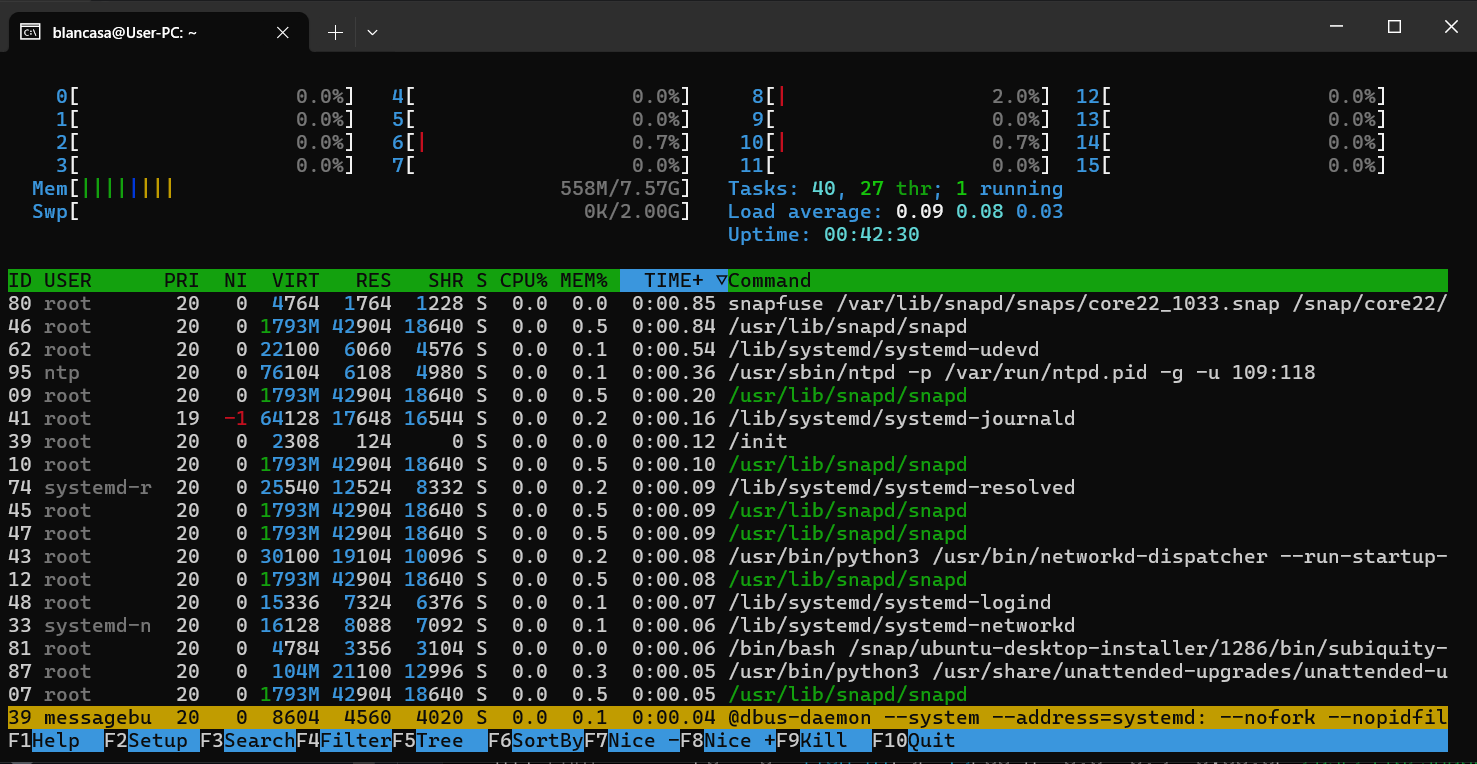 blancasa@User-PC: ~
0[ 0.0%] 4[ 0.0%] 8[| 2.0%] 12[ 0.0%]
1[ 0.0%] 5[ 0.0%] 9[ 0.0%] 13[ 0.0%]
2[ 0.0%] 6[| 0.7%] 10[| 0.7%] 14[ 0.0%]
3[ 0.0%] 7[ 0.0%] 11[ 0.0%] 15[ 0.0%]
Mem[|||||||| 558M/7.57G] Tasks: 40, 27 thr; 1 running
Swp[ 0K/2.00G] Load average: 0.09 0.08 0.03
Uptime: 00:42:30
ID USER PRI NI VIRT RES SHR S CPU% MEM% TIME+ ▽Command
80 root 20 0 4764 1764 1228 S 0.0 0.0 0:00.85 snapfuse /var/lib/snapd/snaps/core22_1033.snap /snap/core22/
46 root 20 0 1793M 42904 18640 S 0.0 0.5 0:00.84 /usr/lib/snapd/snapd
62 root 20 0 22100 6060 4576 S 0.0 0.1 0:00.54 /lib/systemd/systemd-udevd
95 ntp 20 0 76104 6108 4980 S 0.0 0.1 0:00.36 /usr/sbin/ntpd -p /var/run/ntpd.pid -g -u 109:118
09 root 20 0 1793M 42904 18640 S 0.0 0.5 0:00.20 /usr/lib/snapd/snapd
41 root 19 -1 64128 17648 16544 S 0.0 0.2 0:00.16 /lib/systemd/systemd-journald
39 root 20 0 2308 124 0 S 0.0 0.0 0:00.12 /init
10 root 20 0 1793M 42904 18640 S 0.0 0.5 0:00.10 /usr/lib/snapd/snapd
74 systemd-r 20 0 25540 12524 8332 S 0.0 0.2 0:00.09 /lib/systemd/systemd-resolved
45 root 20 0 1793M 42904 18640 S 0.0 0.5 0:00.09 /usr/lib/snapd/snapd
47 root 20 0 1793M 42904 18640 S 0.0 0.5 0:00.09 /usr/lib/snapd/snapd
43 root 20 0 30100 19104 10096 S 0.0 0.2 0:00.08 /usr/bin/python3 /usr/bin/networkd-dispatcher --run-startup-
12 root 20 0 1793M 42904 18640 S 0.0 0.5 0:00.08 /usr/lib/snapd/snapd
48 root 20 0 15336 7324 6376 S 0.0 0.1 0:00.07 /lib/systemd/systemd-logind
33 systemd-n 20 0 16128 8088 7092 S 0.0 0.1 0:00.06 /lib/systemd/systemd-networkd
81 root 20 0 4784 3356 3104 S 0.0 0.0 0:00.06 /bin/bash /snap/ubuntu-desktop-installer/1286/bin/subiquity-
87 root 20 0 104M 21100 12996 S 0.0 0.3 0:00.05 /usr/bin/python3 /usr/share/unattended-upgrades/unattended-u
07 root 20 0 1793M 42904 18640 S 0.0 0.5 0:00.05 /usr/lib/snapd/snapd
39 messagebu 20 0 8604 4560 4020 S 0.0 0.1 0:00.04 @dbus-daemon --system --address=systemd: --nofork --nopidfil
F1Help F2Setup F3SearchF4FilterF5Tree F6SortByF7Nice -F8Nice +F9Kill F10Quit